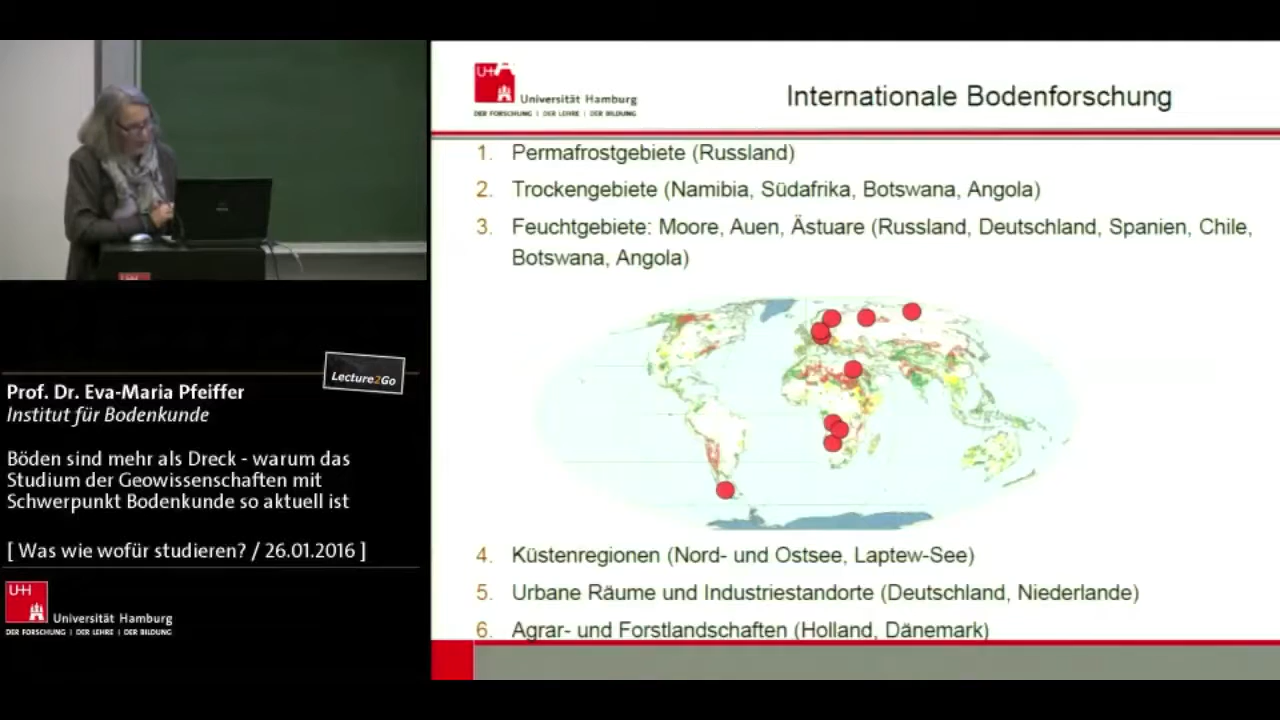 Prof. Dr. Eva-Maria Pfeiffer
Institut für Bodenkunde
Lecture2Go
Böden sind mehr als Dreck - warum das
Studium der Geowissenschaften mit
Schwerpunkt Bodenkunde so aktuell ist
[ Was wie wofür studieren? / 26.01.2016 ]
UH
Universität Hamburg
DER FORSCHUNG | DER LEHRE | DER BILDUNG
UH
Universität Hamburg
DER FORSCHUNG | DER LEHRE | DER BILDUNG
Internationale Bodenforschung
1. Permafrostgebiete (Russland)
2. Trockengebiete (Namibia, Südafrika, Botswana, Angola)
3. Feuchtgebiete: Moore, Auen, Ästuare (Russland, Deutschland, Spanien, Chile,
Botswana, Angola)
4. Küstenregionen (Nord- und Ostsee, Laptew-See)
5. Urbane Räume und Industriestandorte (Deutschland, Niederlande)
6. Agrar- und Forstlandschaften (Holland, Dänemark)